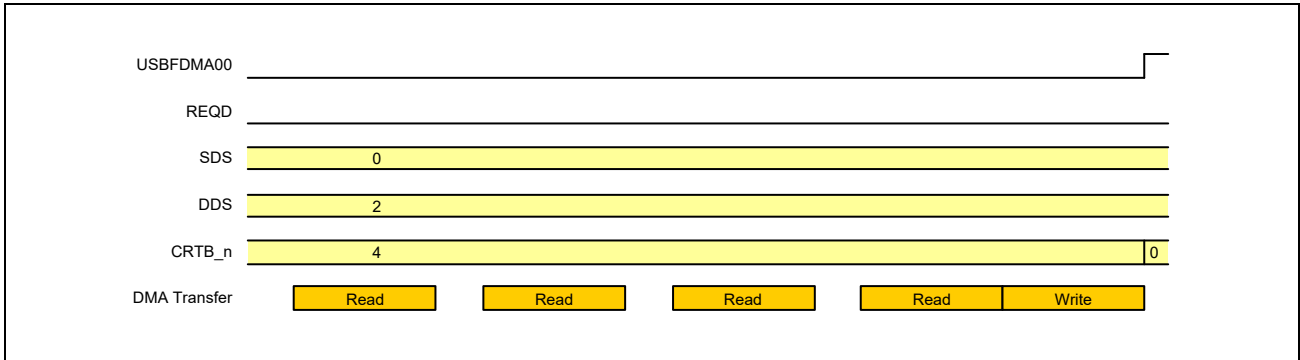 USBFDMA00
REQD
SDS 0
DDS 2
CRTB_n 4 0
DMA Transfer Read Read Read Read Write